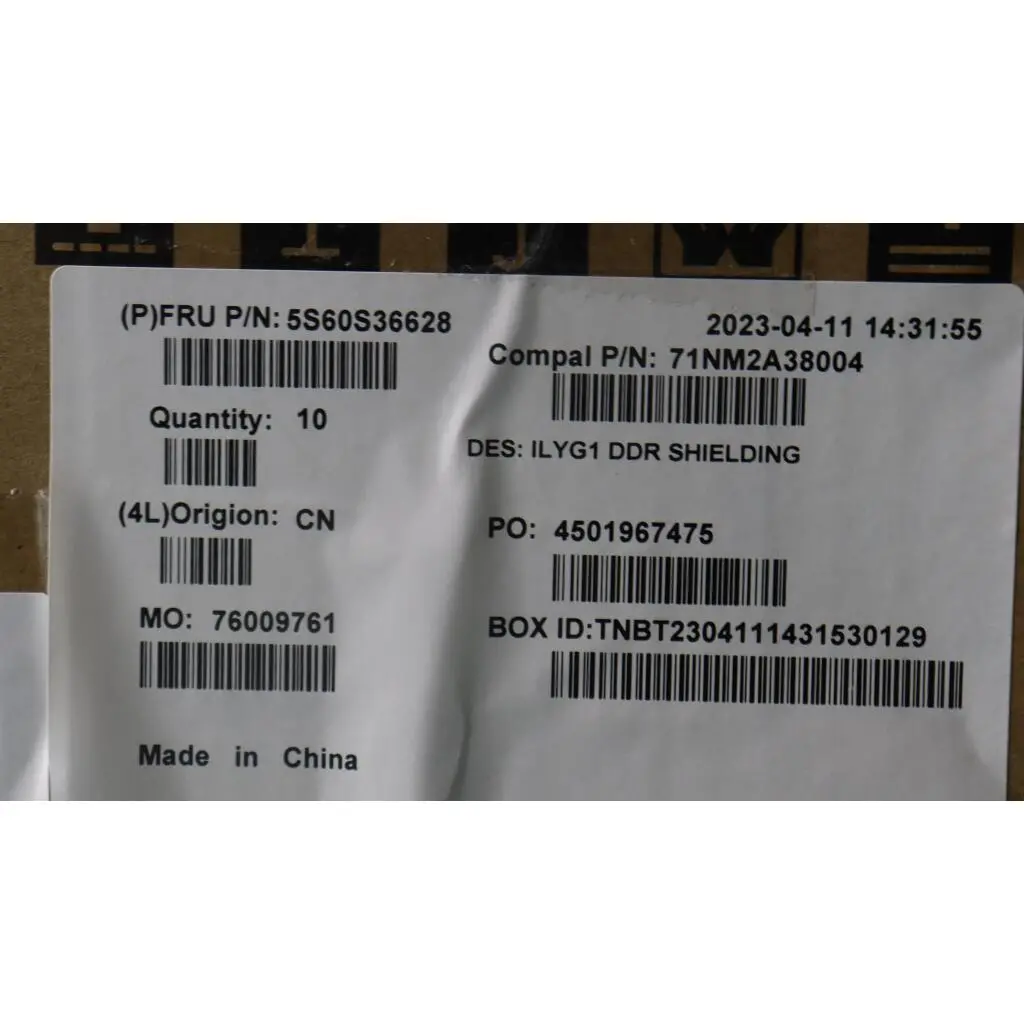 (P)FRU P/N: 5S60S36628
2023-04-11 14:31:55
Compal P/N: 71NM2A38004
Quantity: 10
DES: ILYG1 DDR SHIELDING
(4L)Origion: CN
PO: 4501967475
MO: 76009761
BOX ID:TNBT2304111431530129
Made in China